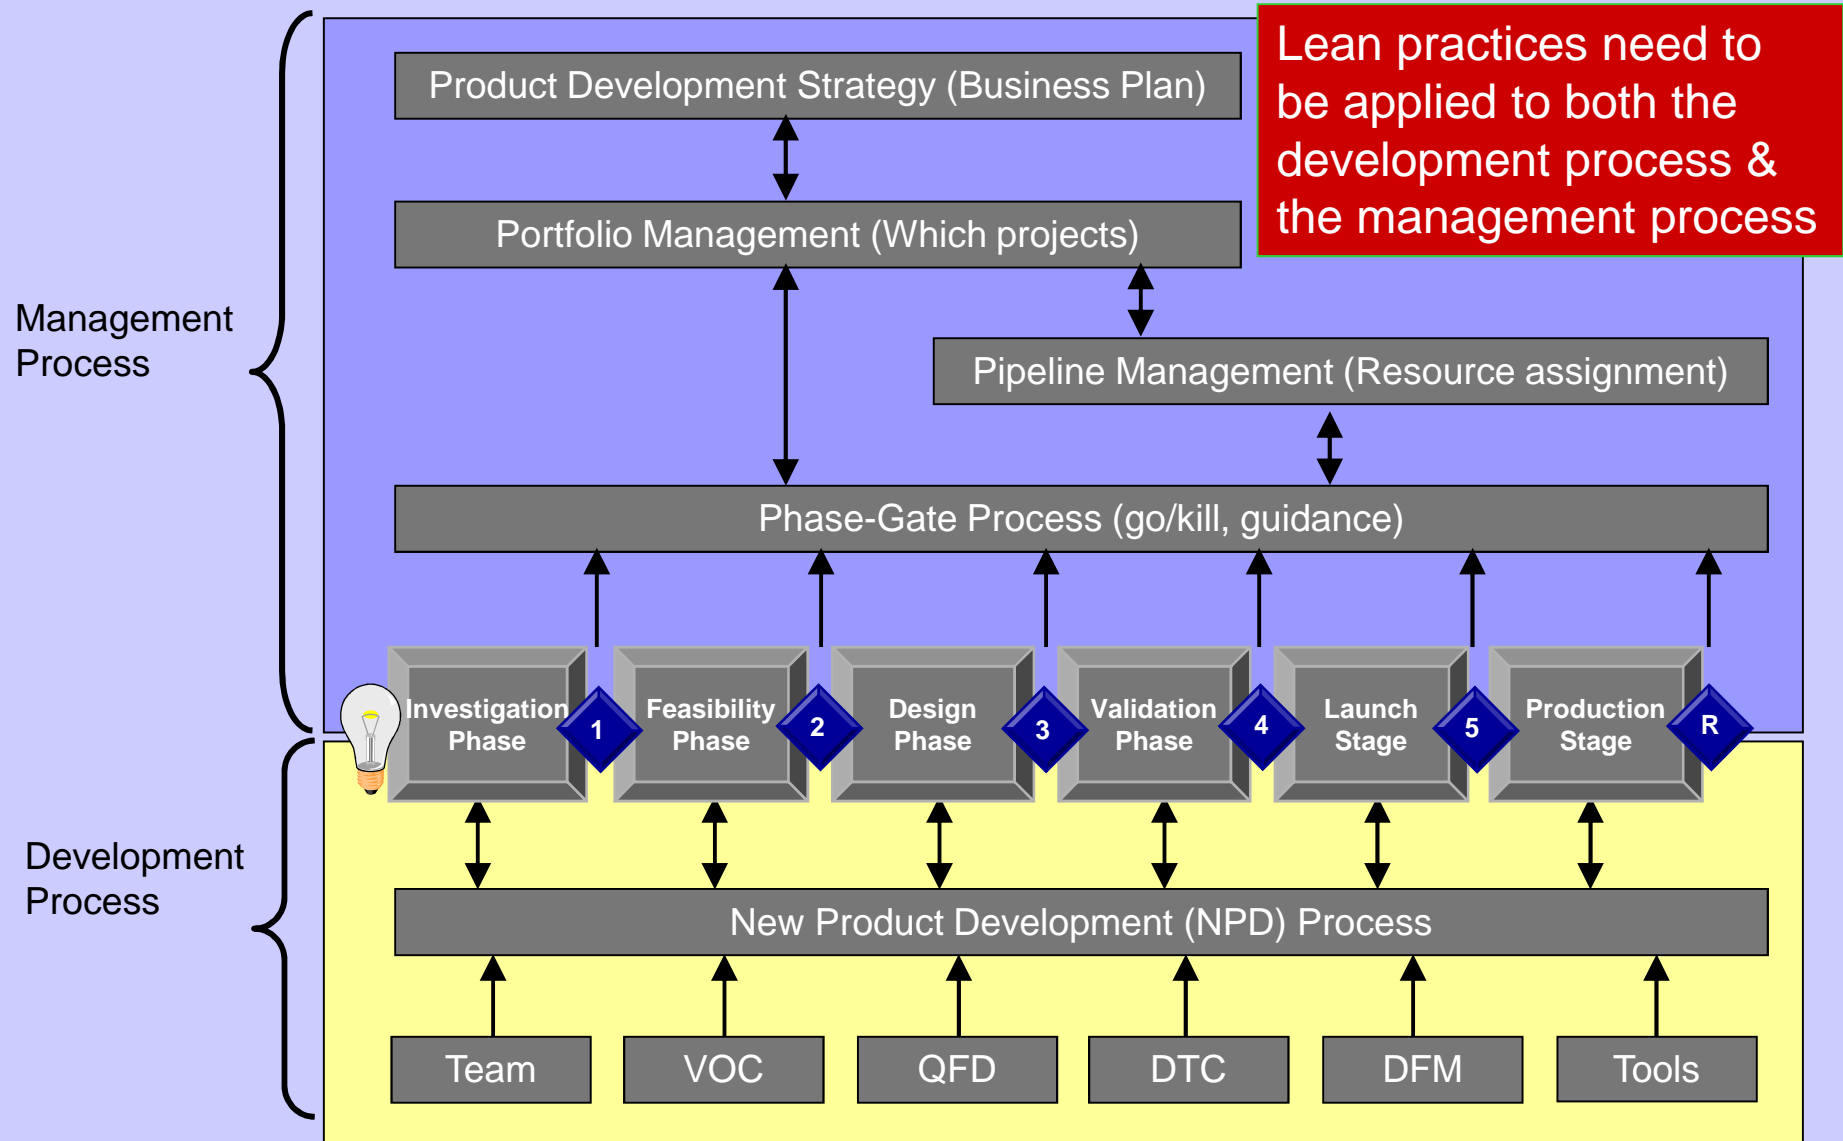 Lean practices need to
be applied to both the
development process &
the management process
Product Development Strategy (Business Plan)
Portfolio Management (Which projects)
Management
Process
Pipeline Management (Resource assignment)
Phase-Gate Process (go/kill, guidance)
Investigation
Phase
1
Feasibility
Phase
2
Design
Phase
3
Validation
Phase
4
Launch
Stage
5
Production
Stage
R
Development
Process
New Product Development (NPD) Process
Team
VOC
QFD
DTC
DFM
Tools